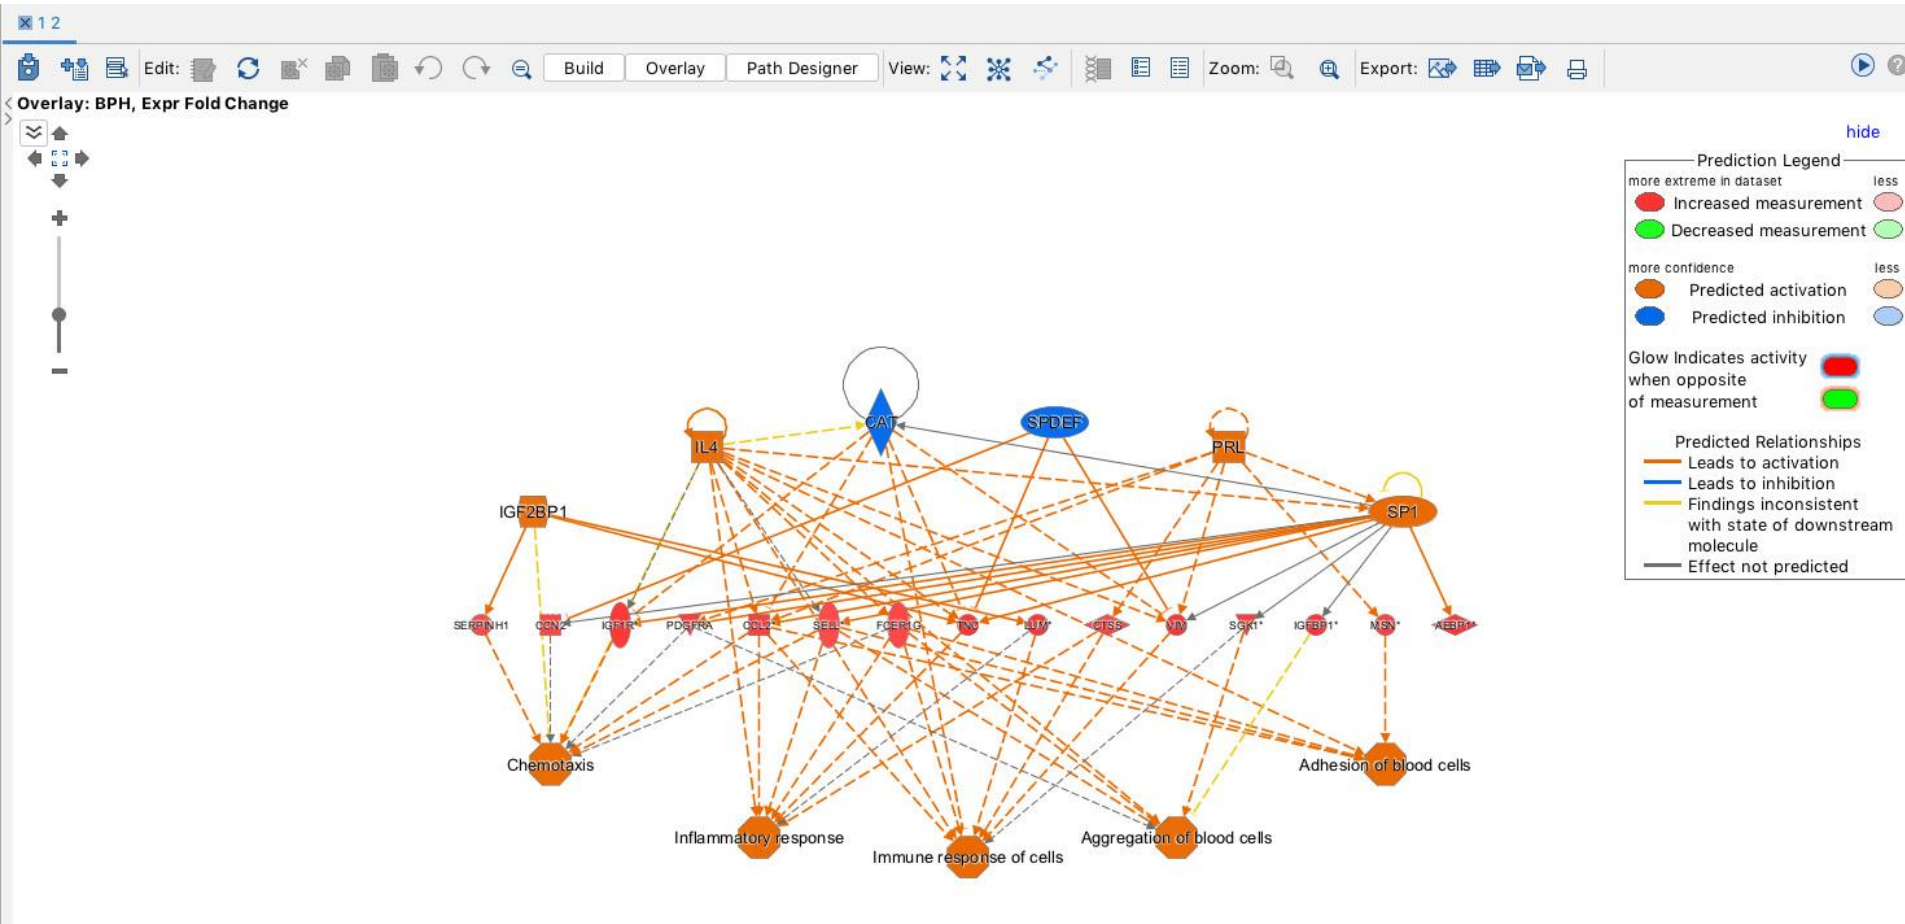 1 2
Edit: Build Overlay Path Designer View: Zoom: Export:
Overlay: BPH, Expr Fold Change
hide
Prediction Legend
more extreme in dataset less
Increased measurement
Decreased measurement
more confidence less
Predicted activation
Predicted inhibition
Glow Indicates activity
when opposite
of measurement
Predicted Relationships
Leads to activation
Leads to inhibition
Findings inconsistent
with state of downstream
molecule
Effect not predicted
CAT SPDEF
IL4 PRL
IGF2BP1 SP1
SERPINH1 CCN2* IGF1R* PDGFRA CCL2* SELL* FCER1G TNC LUM* CTSS* VIM SGK1* IGFBP1* MSN* AEBP1*
Chemotaxis Adhesion of blood cells
Inflammatory response Aggregation of blood cells
Immune response of cells